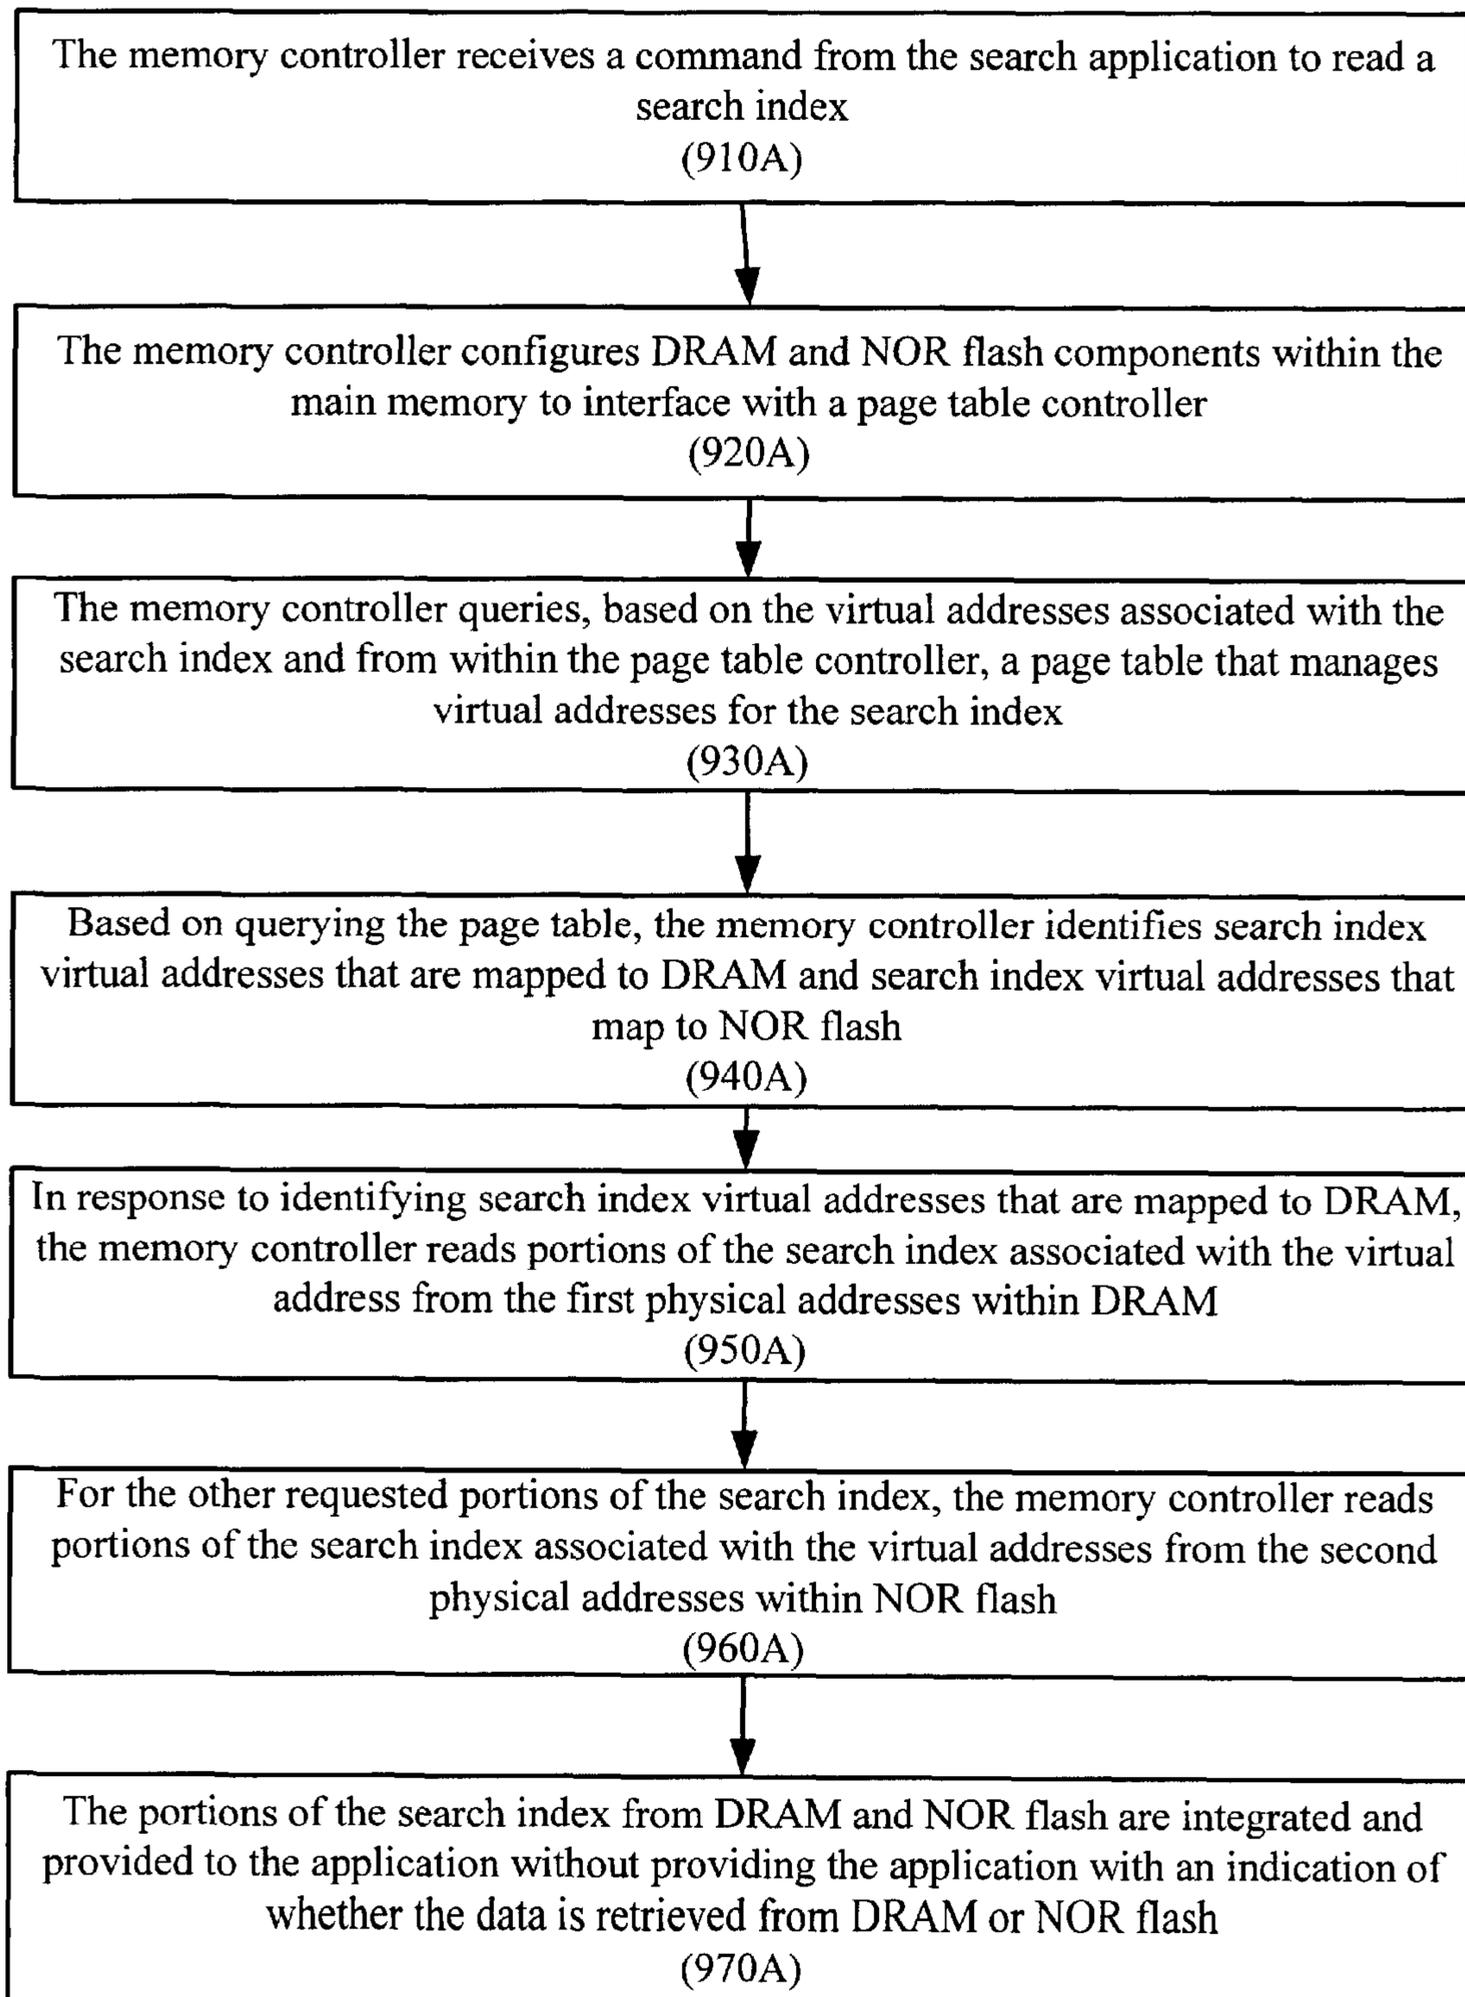 The memory controller receives a command from the search application to read a
search index
(910A)
The memory controller configures DRAM and NOR flash components within the
main memory to interface with a page table controller
(920A)
The memory controller queries, based on the virtual addresses associated with the
search index and from within the page table controller, a page table that manages
virtual addresses for the search index
(930A)
Based on querying the page table, the memory controller identifies search index
virtual addresses that are mapped to DRAM and search index virtual addresses that
map to NOR flash
(940A)
In response to identifying search index virtual addresses that are mapped to DRAM,
the memory controller reads portions of the search index associated with the virtual
address from the first physical addresses within DRAM
(950A)
For the other requested portions of the search index, the memory controller reads
portions of the search index associated with the virtual addresses from the second
physical addresses within NOR flash
(960A)
The portions of the search index from DRAM and NOR flash are integrated and
provided to the application without providing the application with an indication of
whether the data is retrieved from DRAM or NOR flash
(970A)